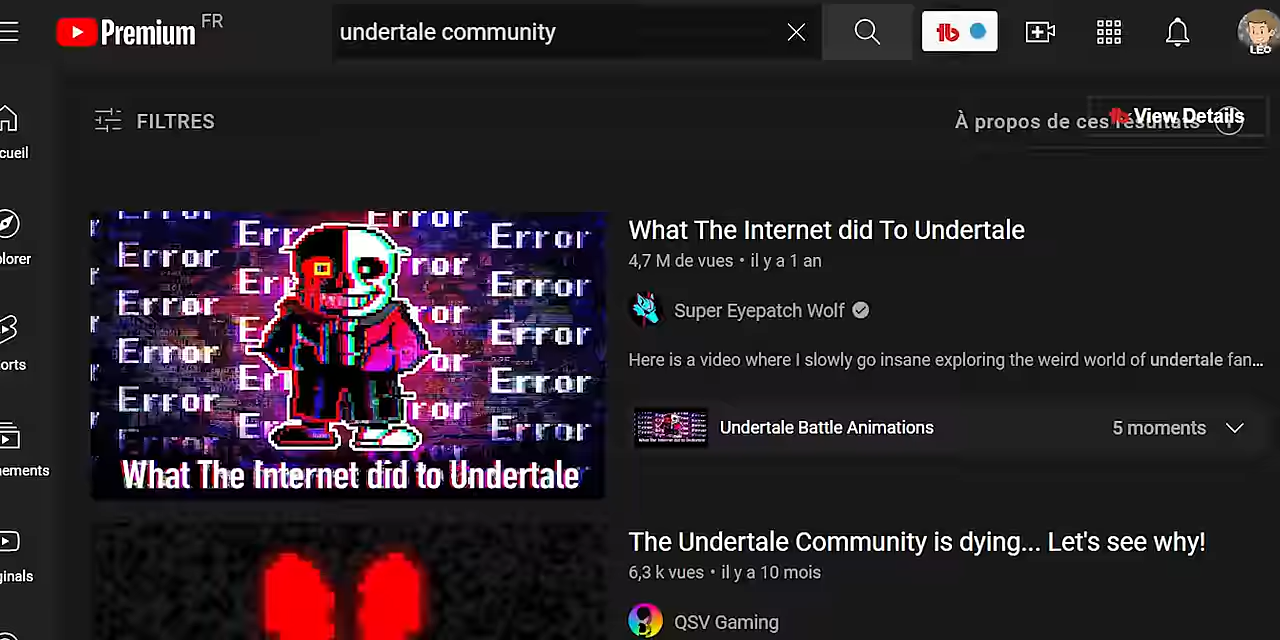 Premium FR
undertale community
LÉO
FILTRES
À propos de ces résultats
View Details
cueil
plorer
orts
nements
ginals
Error
What The Internet did to Undertale
What The Internet did To Undertale
4,7 M de vues • il y a 1 an
Super Eyepatch Wolf
Here is a video where I slowly go insane exploring the weird world of undertale fan...
Undertale Battle Animations
5 moments
The Undertale Community is dying... Let's see why!
6,3 k vues • il y a 10 mois
QSV Gaming